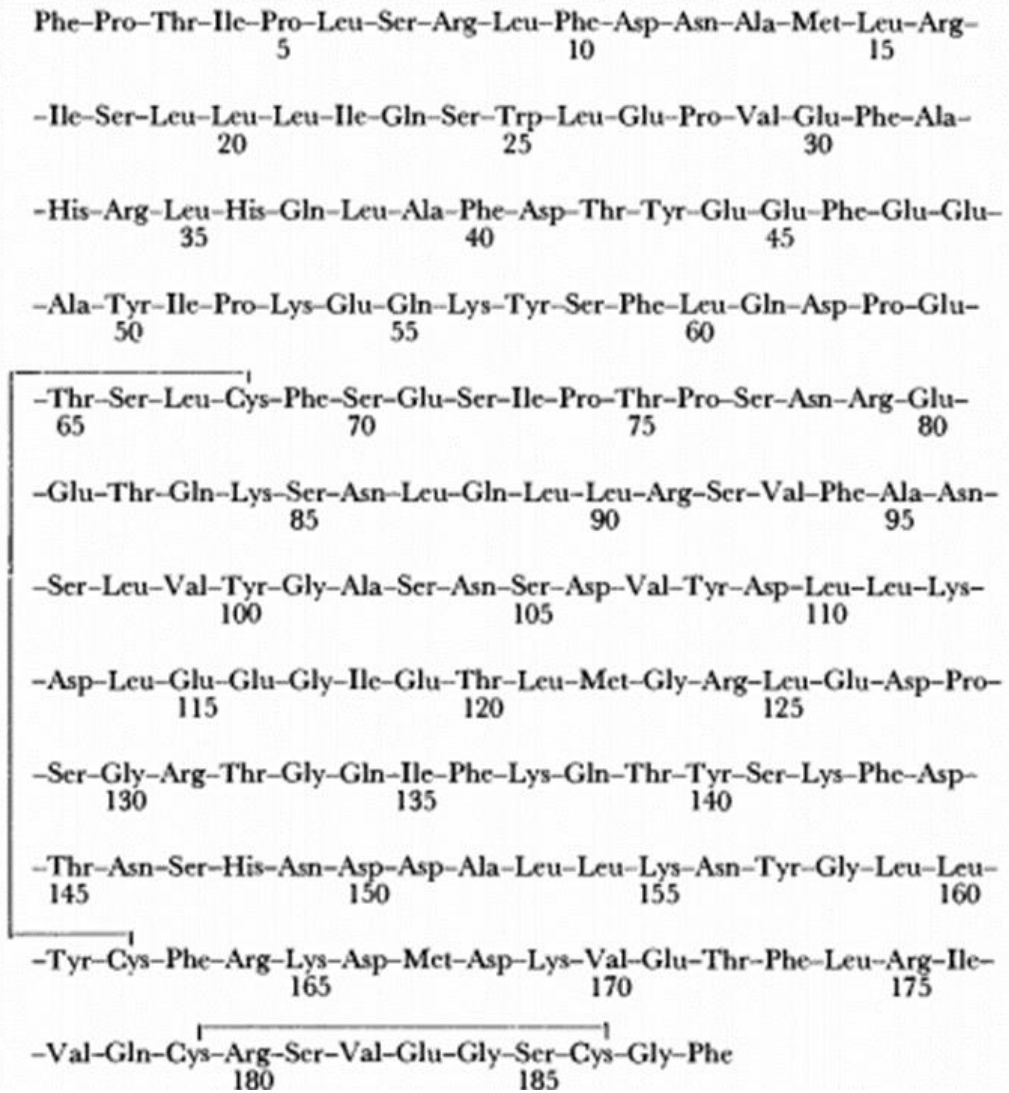 Phe-Pro-Thr-Ile-Pro-Leu-Ser-Arg-Leu-Phe-Asp-Asn-Ala-Met-Leu-Arg-
5 10 15
-Ile-Ser-Leu-Leu-Leu-Ile-Gln-Ser-Trp-Leu-Glu-Pro-Val-Glu-Phe-Ala-
20 25 30
-His-Arg-Leu-His-Gln-Leu-Ala-Phe-Asp-Thr-Tyr-Glu-Glu-Phe-Glu-Glu-
35 40 45
-Ala-Tyr-Ile-Pro-Lys-Glu-Gln-Lys-Tyr-Ser-Phe-Leu-Gln-Asp-Pro-Glu-
50 55 60
-Thr-Ser-Leu-Cys-Phe-Ser-Glu-Ser-Ile-Pro-Thr-Pro-Ser-Asn-Arg-Glu-
65 70 75 80
-Glu-Thr-Gln-Lys-Ser-Asn-Leu-Gln-Leu-Leu-Arg-Ser-Val-Phe-Ala-Asn-
85 90 95
-Ser-Leu-Val-Tyr-Gly-Ala-Ser-Asn-Ser-Asp-Val-Tyr-Asp-Leu-Leu-Lys-
100 105 110
-Asp-Leu-Glu-Glu-Gly-Ile-Glu-Thr-Leu-Met-Gly-Arg-Leu-Glu-Asp-Pro-
115 120 125
-Ser-Gly-Arg-Thr-Gly-Gln-Ile-Phe-Lys-Gln-Thr-Tyr-Ser-Lys-Phe-Asp-
130 135 140
-Thr-Asn-Ser-His-Asn-Asp-Asp-Ala-Leu-Leu-Lys-Asn-Tyr-Gly-Leu-Leu-
145 150 155 160
-Tyr-Cys-Phe-Arg-Lys-Asp-Met-Asp-Lys-Val-Glu-Thr-Phe-Leu-Arg-Ile-
165 170 175
-Val-Gln-Cys-Arg-Ser-Val-Glu-Gly-Ser-Cys-Gly-Phe
180 185